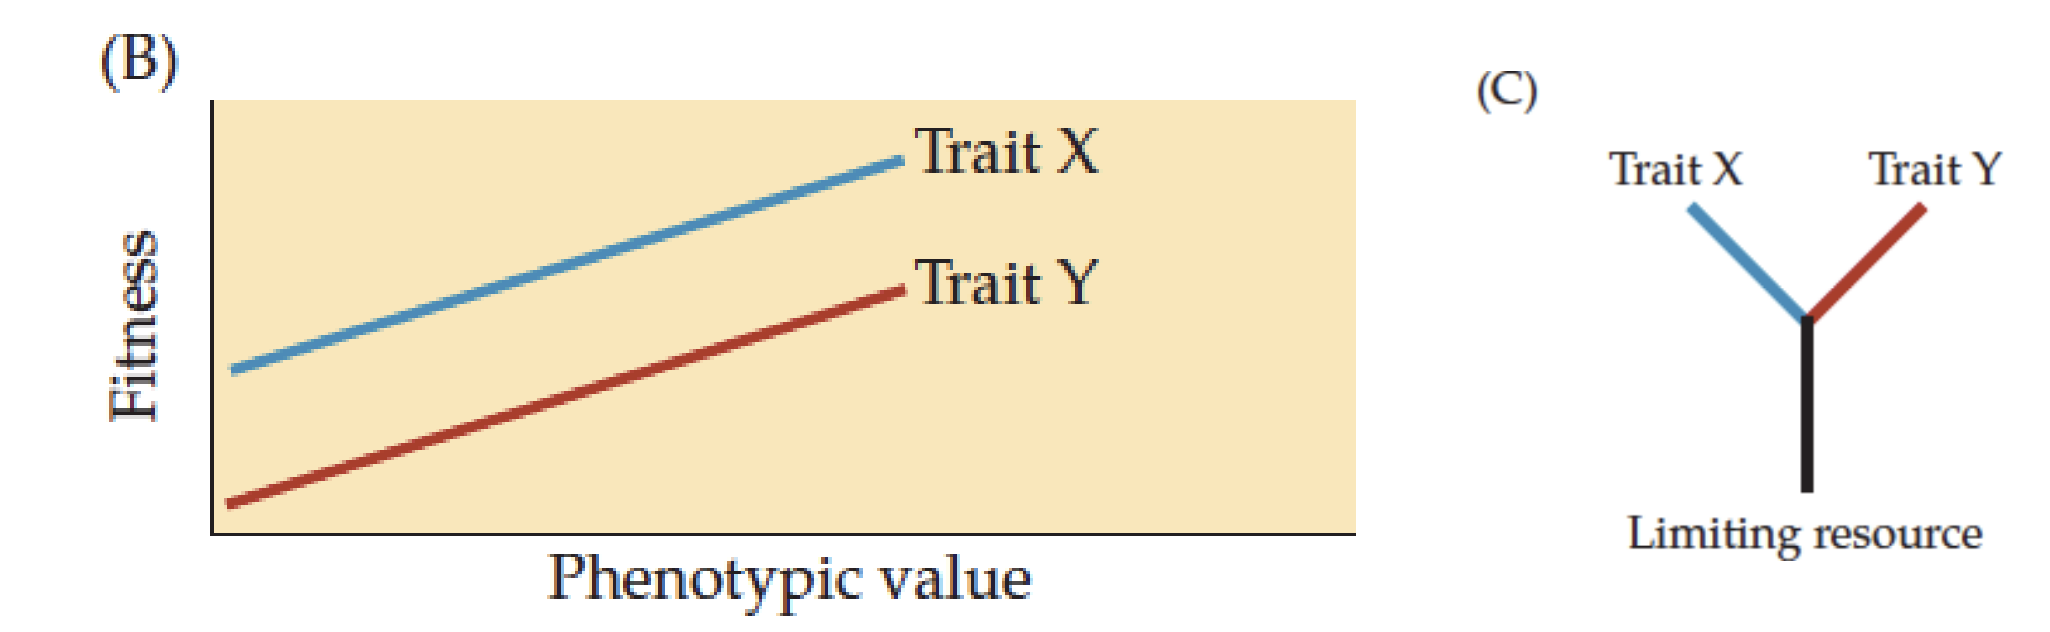 (B)
Trait X
Trait Y
Fitness
Phenotypic value
(C)
Trait X Trait Y
Limiting resource